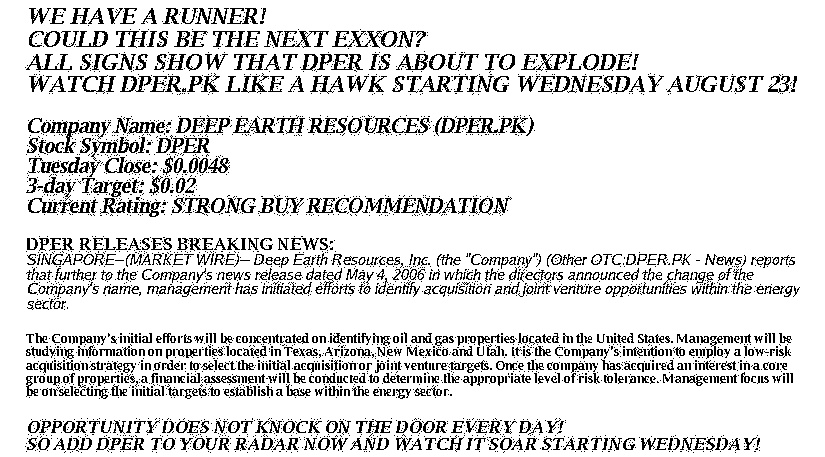 WE HAVE A RUNNER!
COULD THIS BE THE NEXT EXXON?
ALL SIGNS SHOW THAT DPER IS ABOUT TO EXPLODE!
WATCH DPER.PK LIKE A HAWK STARTING WEDNESDAY AUGUST 23!
Company Name: DEEP EARTH RESOURCES (DPER.PK)
Stock Symbol: DPER
Tuesday Close: $0.0048
3-day Target: $0.02
Current Rating: STRONG BUY RECOMMENDATION
DPER RELEASES BREAKING NEWS:
SINGAPORE--(MARKET WIRE)-- Deep Earth Resources, Inc. (the "Company") (Other OTC:DPER.PK - News) reports
that further to the Company's news release dated May 4, 2006 in which the directors announced the change of the
Company's name, management has initiated efforts to identify acquisition and joint venture opportunities within the energy
sector.
The Company's initial efforts will be concentrated on identifying oil and gas properties located in the United States. Management will be
studying information on properties located in Texas, Arizona, New Mexico and Utah. It is the Company's intention to employ a low-risk
acquisition strategy in order to select the initial acquisition or joint venture targets. Once the company has acquired an interest in a core
group of properties, a financial assessment will be conducted to determine the appropriate level of risk tolerance. Management focus will
be on selecting the initial targets to establish a base within the energy sector.
OPPORTUNITY DOES NOT KNOCK ON THE DOOR EVERY DAY!
SO ADD DPER TO YOUR RADAR NOW AND WATCH IT SOAR STARTING WEDNESDAY!